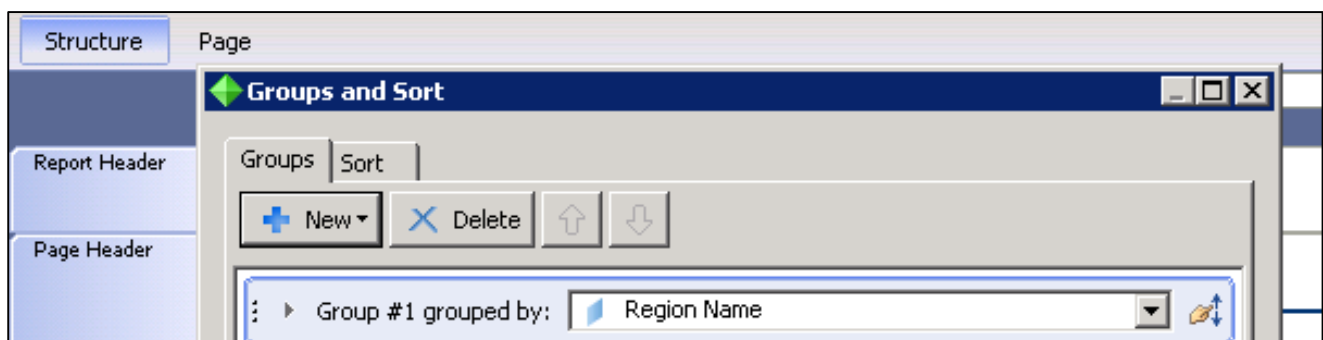 Structure Page
Groups and Sort
Report Header
Groups Sort
New Delete
Page Header
Group #1 grouped by: Region Name